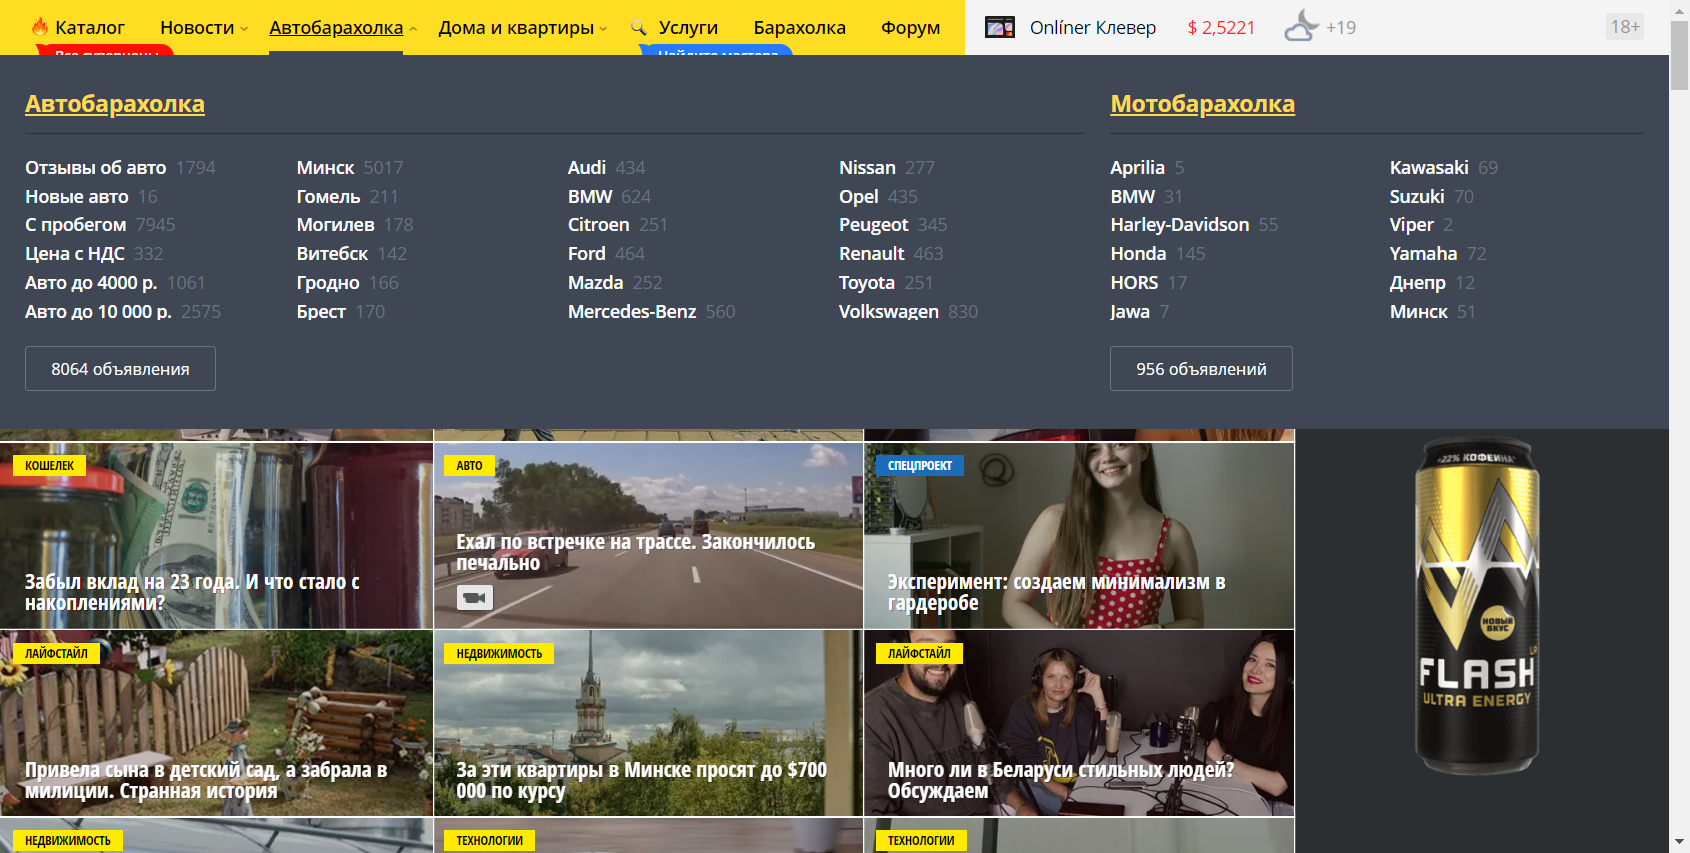 Каталог
Новости
Автобарахолка
Дома и квартиры
Услуги
Барахолка
Форум
Onlíner Клевер
$ 2,5221
+19
18+
Все суперцены
Найдите мастера
Автобарахолка
Отзывы об авто 1794
Новые авто 16
С пробегом 7945
Цена с НДС 332
Авто до 4000 р. 1061
Авто до 10 000 р. 2575
Минск 5017
Гомель 211
Могилев 178
Витебск 142
Гродно 166
Брест 170
Audi 434
BMW 624
Citroen 251
Ford 464
Mazda 252
Mercedes-Benz 560
Nissan 277
Opel 435
Peugeot 345
Renault 463
Toyota 251
Volkswagen 830
8064 объявления
Мотобарахолка
Aprilia 5
BMW 31
Harley-Davidson 55
Honda 145
HORS 17
Jawa 7
Kawasaki 69
Suzuki 70
Viper 2
Yamaha 72
Днепр 12
Минск 51
956 объявлений
КОШЕЛЕК
Забыл вклад на 23 года. И что стало с
накоплениями?
АВТО
Ехал по встречке на трассе. Закончилось
печально
СПЕЦПРОЕКТ
Эксперимент: создаем минимализм в
гардеробе
+22% КОФЕИНА*
НОВЫЙ
ВКУС
UP
FLASH
ULTRA ENERGY
ЛАЙФСТАЙЛ
Привела сына в детский сад, а забрала в
милиции. Странная история
НЕДВИЖИМОСТЬ
За эти квартиры в Минске просят до $700
000 по курсу
ЛАЙФСТАЙЛ
Много ли в Беларуси стильных людей?
Обсуждаем
НЕДВИЖИМОСТЬ
ТЕХНОЛОГИИ
ТЕХНОЛОГИИ